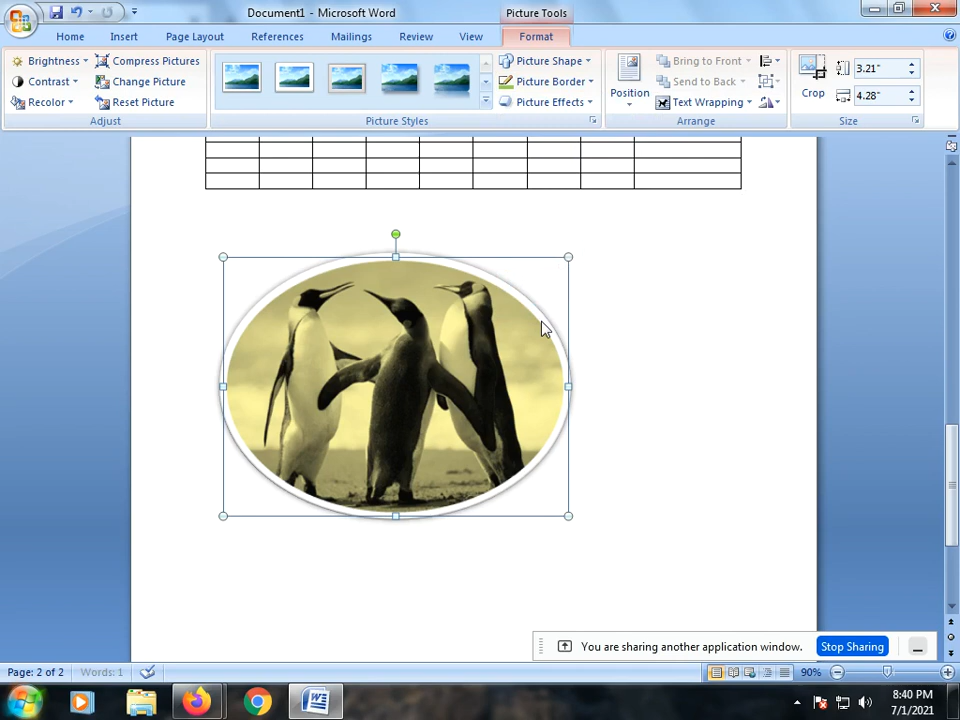 Document1 - Microsoft Word
Picture Tools
Home Insert Page Layout References Mailings Review View Format
Brightness
Contrast
Recolor
Compress Pictures
Change Picture
Reset Picture
Adjust
Picture Styles
Picture Shape
Picture Border
Picture Effects
Position
Bring to Front
Send to Back
Text Wrapping
Arrange
Crop
3.21"
4.28"
Size
You are sharing another application window. Stop Sharing
Page: 2 of 2 Words: 1
90%
8:40 PM
7/1/2021